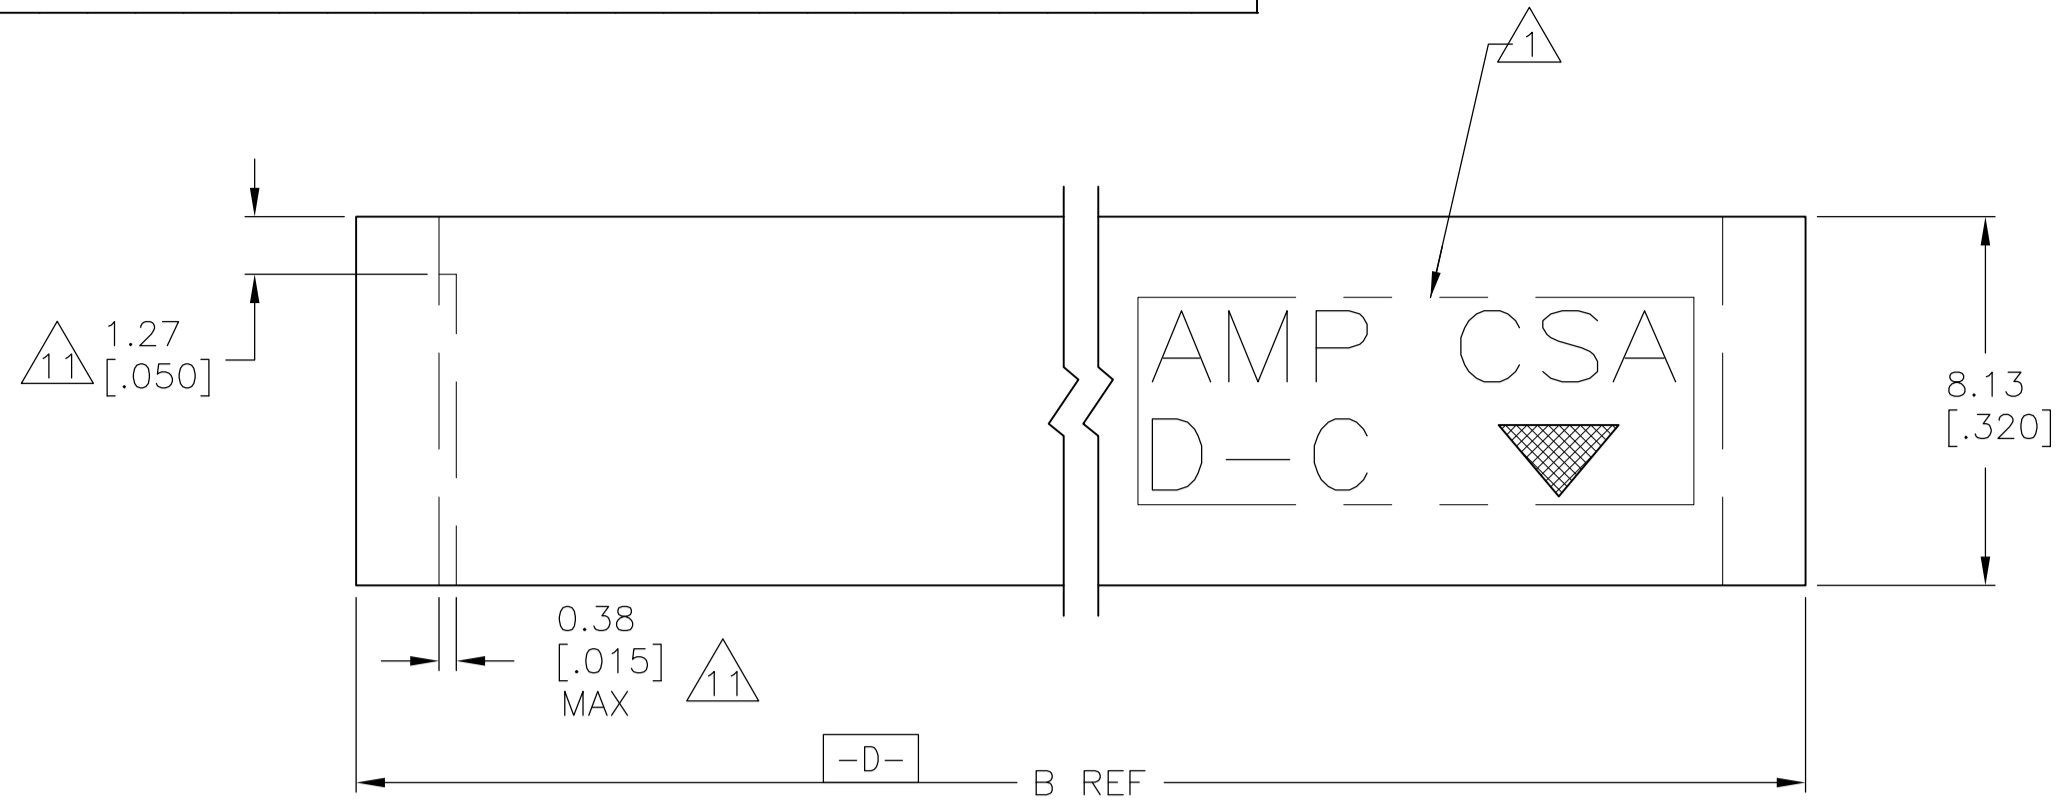 1
11
1.27
[.050]
AMP CSA
D-C
8.13
[.320]
0.38
[.015]
MAX
11
-D-
B REF